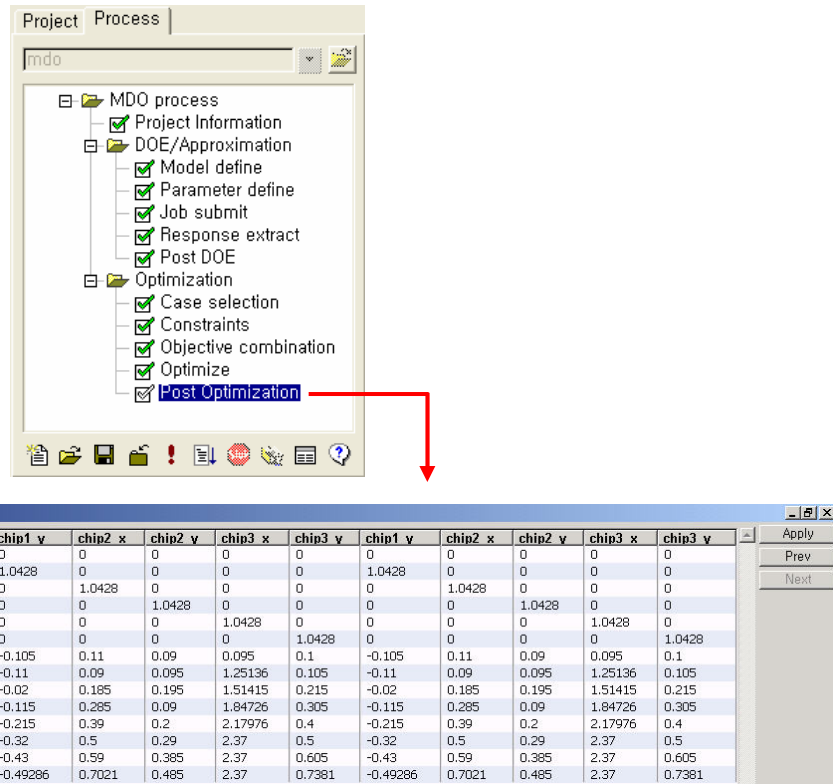 Project Process
mdo
MDO process
Project Information
DOE/Approximation
Model define
Parameter define
Job submit
Response extract
Post DOE
Optimization
Case selection
Constraints
Objective combination
Optimize
Post Optimization
chip1 y chip2 x chip2 y chip3 x chip3 y chip1 y chip2 x chip2 y chip3 x chip3 y Apply
0 0 0 0 0 0 0 0 0 0 Prev
1.0428 0 0 0 0 1.0428 0 0 0 0 Next
0 1.0428 0 0 0 0 1.0428 0 0 0
0 0 1.0428 0 0 0 0 1.0428 0 0
0 0 0 1.0428 0 0 0 0 1.0428 0
0 0 0 0 1.0428 0 0 0 0 1.0428
-0.105 0.11 0.09 0.095 0.1 -0.105 0.11 0.09 0.095 0.1
-0.11 0.09 0.095 1.25136 0.105 -0.11 0.09 0.095 1.25136 0.105
-0.02 0.185 0.195 1.51415 0.215 -0.02 0.185 0.195 1.51415 0.215
-0.115 0.285 0.09 1.84726 0.305 -0.115 0.285 0.09 1.84726 0.305
-0.215 0.39 0.2 2.17976 0.4 -0.215 0.39 0.2 2.17976 0.4
-0.32 0.5 0.29 2.37 0.5 -0.32 0.5 0.29 2.37 0.5
-0.43 0.59 0.385 2.37 0.605 -0.43 0.59 0.385 2.37 0.605
-0.49286 0.7021 0.485 2.37 0.7381 -0.49286 0.7021 0.485 2.37 0.7381